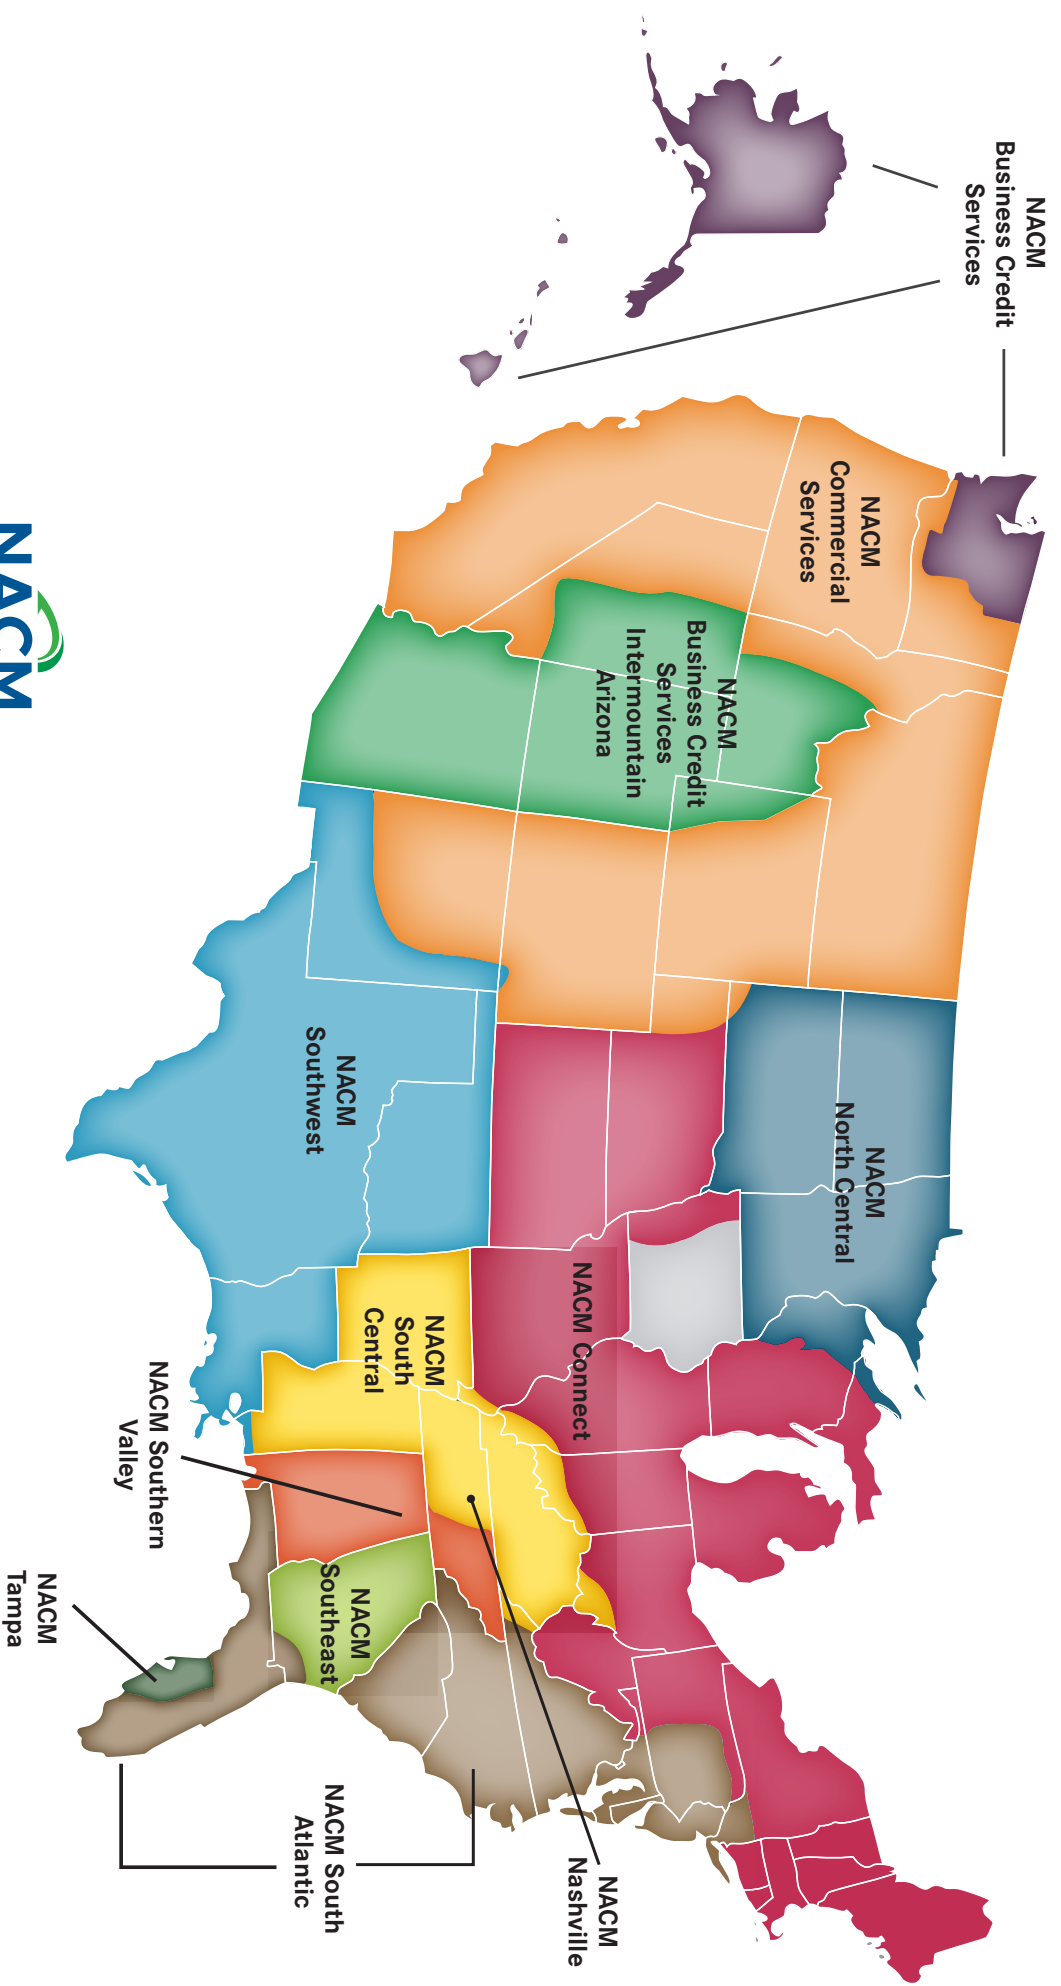 NACM
Business Credit
Services
NACM
Commercial
Services
NACM
Business Credit
Services
Intermountain
Arizona
NACM
North Central
NACM
Southwest
NACM Connect
NACM
South
Central
NACM Southern
Valley
NACM
Southeast
NACM
Tampa
NACM South
Atlantic
NACM
Nashville
NACM